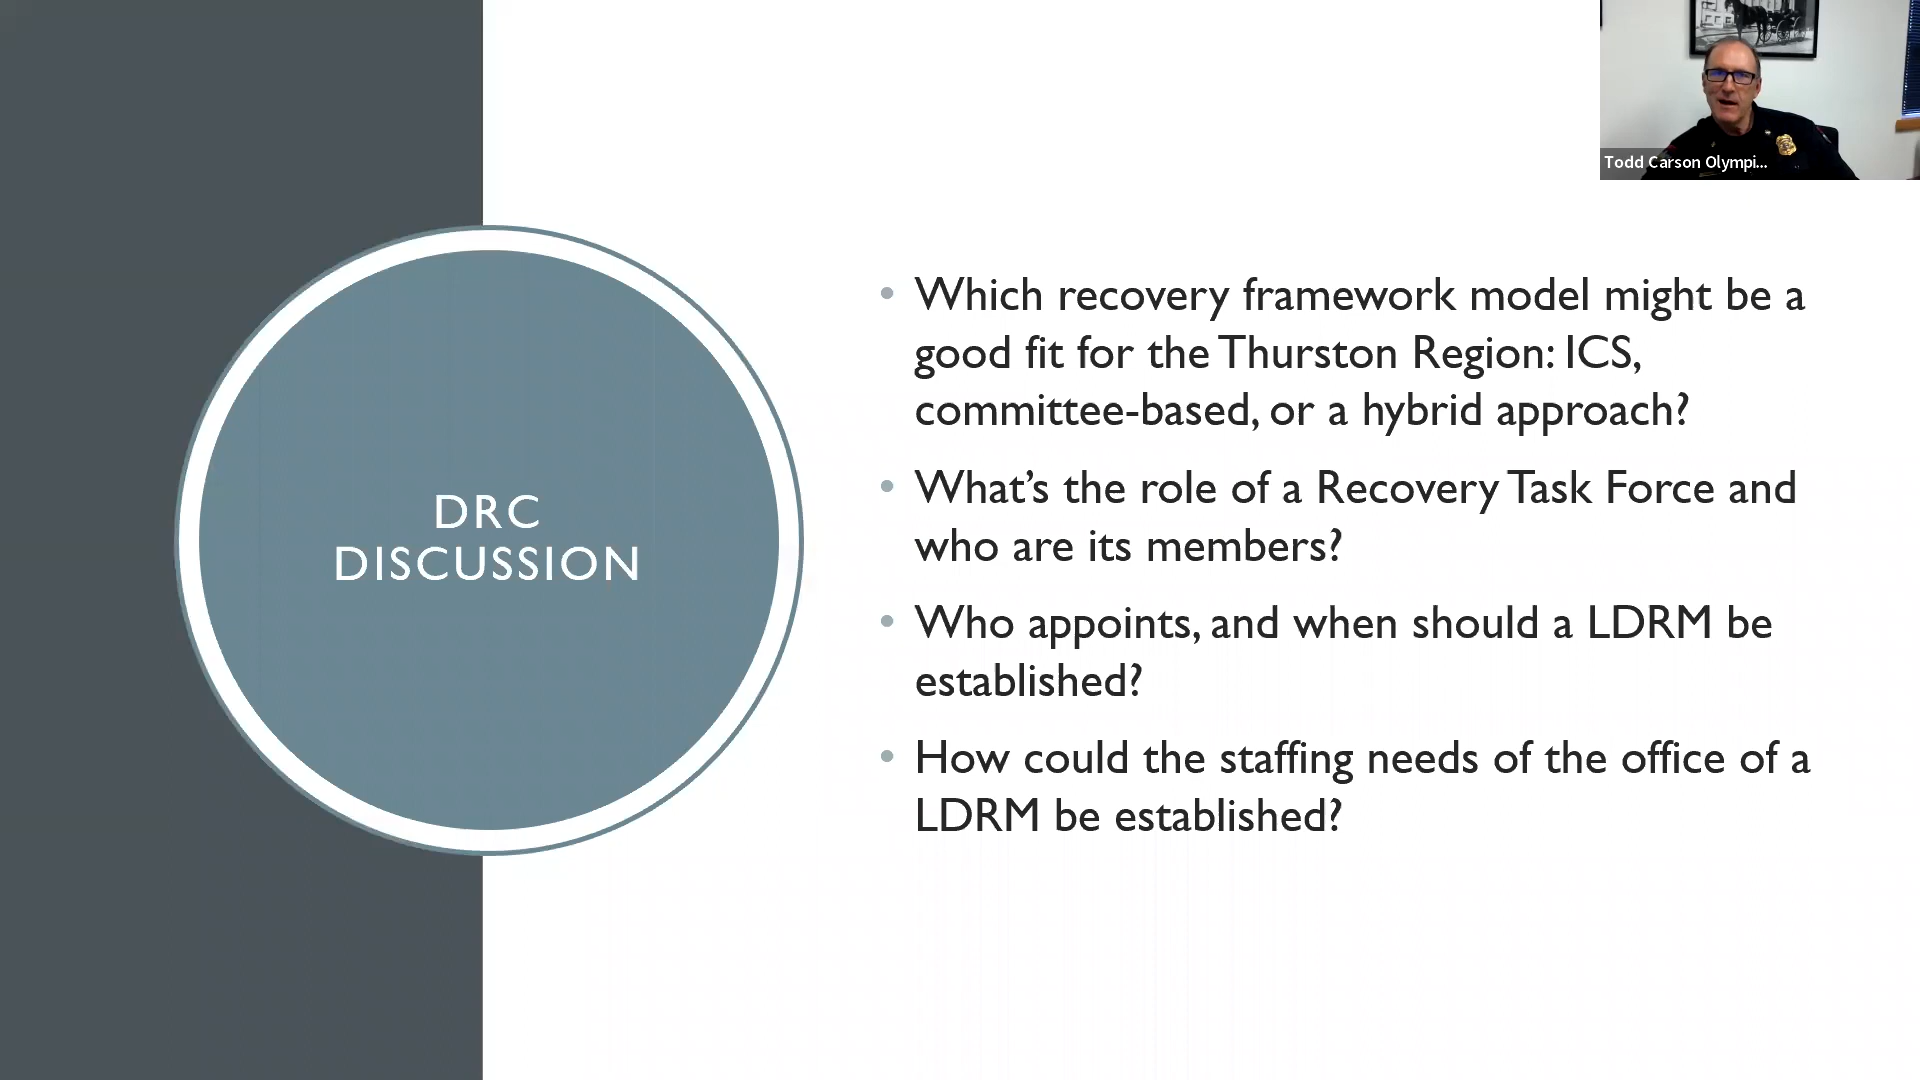 Todd Carson Olympi...
DRC
DISCUSSION
• Which recovery framework model might be a
good fit for the Thurston Region: ICS,
committee-based, or a hybrid approach?
• What’s the role of a Recovery Task Force and
who are its members?
• Who appoints, and when should a LDRM be
established?
• How could the staffing needs of the office of a
LDRM be established?